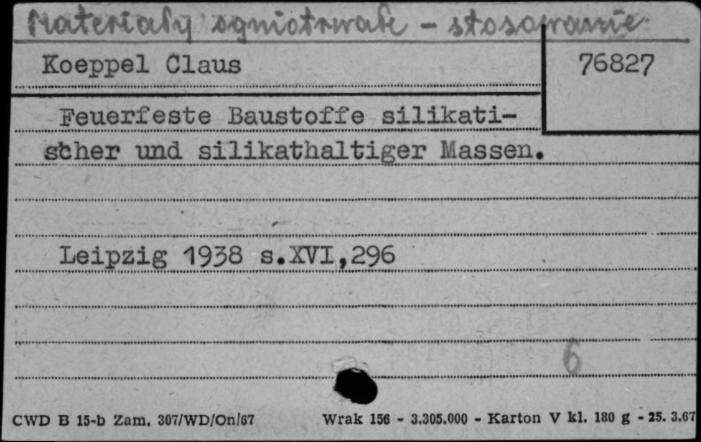 Materiały ogniotrwałe - stosowanie
Koeppel Claus
76827
Feuerfeste Baustoffe silikati-
scher und silikathaltiger Massen.
Leipzig 1938 s.XVI,296
6
CWD B 15-b Zam. 307/WD/On/67 Wrak 156 - 3.305.000 - Karton V kl. 180 g - 25. 3.67